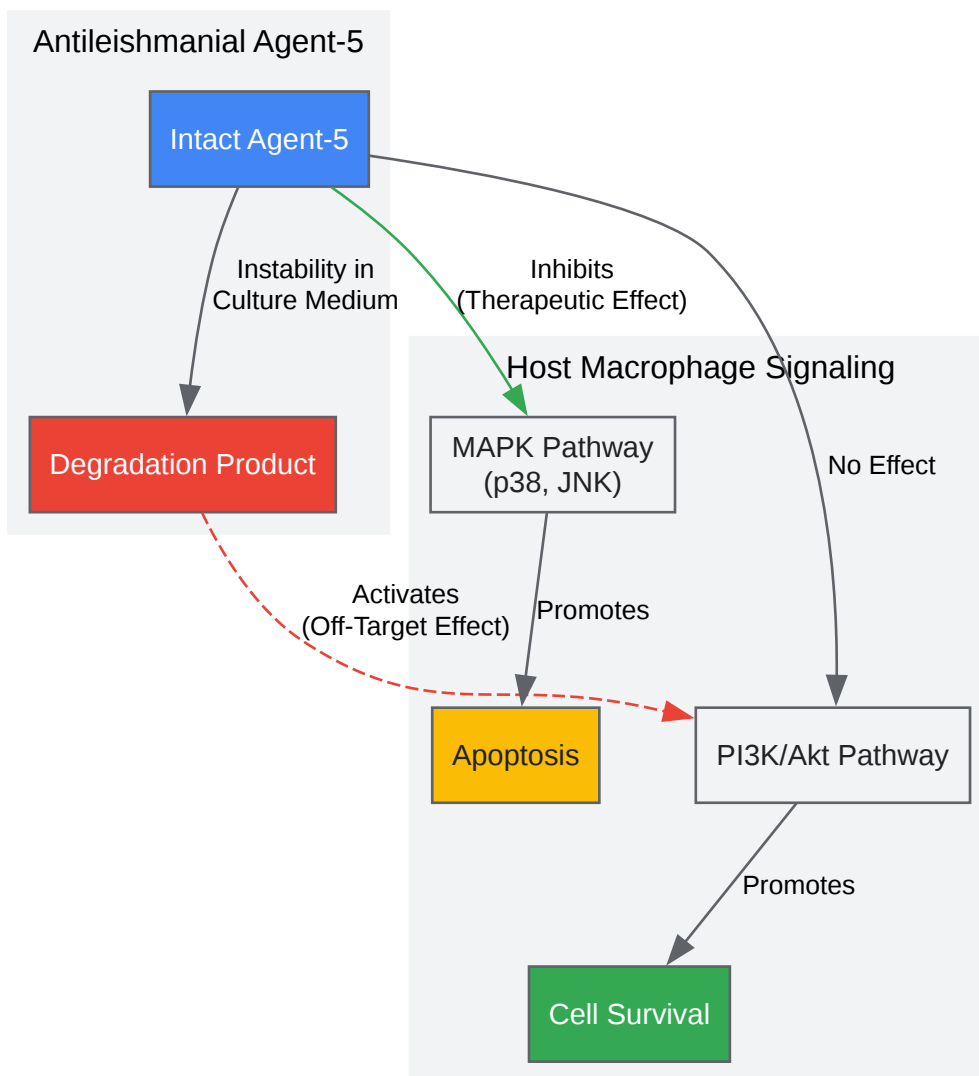 Antileishmanial Agent-5
Intact Agent-5
Instability in
Culture Medium
Inhibits
(Therapeutic Effect)
Host Macrophage Signaling
Degradation Product
MAPK Pathway
(p38, JNK)
No Effect
Activates
(Off-Target Effect)
Promotes
Apoptosis
PI3K/Akt Pathway
Promotes
Cell Survival